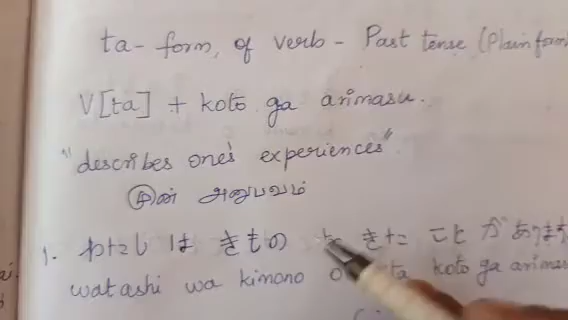 ta-form, of verb - Past tense (Plain form
V[ta] + koto ga arimasu.
"describes one's experiences".
முன் அனுபவம்
1. わたし は きもの を きた こと が あります
watashi wa kimono ta koto ga arimasu